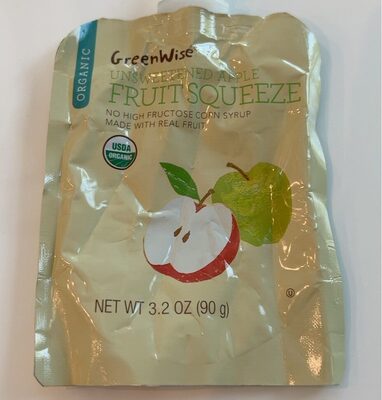 ORGANIC
GreenWise
UNSWEETENED APPLE
FRUIT SQUEEZE
NO HIGH FRUCTOSE CORN SYRUP
MADE WITH REAL FRUIT
USDA
ORGANIC
NET WT 3.2 OZ (90 g)
U